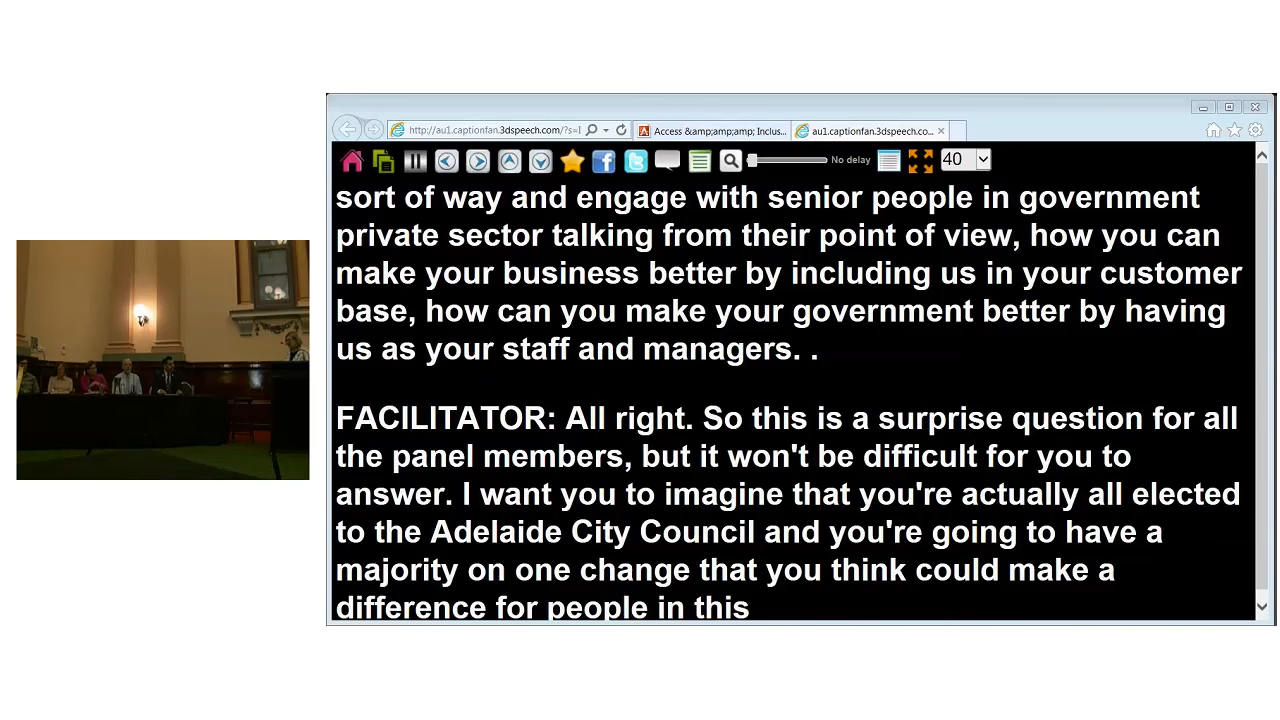 http://au1.captionfan.3dspeech.com/?s=I
Access &amp;amp;amp; Inclus...
au1.captionfan.3dspeech.co...
No delay
40
sort of way and engage with senior people in government
private sector talking from their point of view, how you can
make your business better by including us in your customer
base, how can you make your government better by having
us as your staff and managers. .
FACILITATOR: All right. So this is a surprise question for all
the panel members, but it won't be difficult for you to
answer. I want you to imagine that you're actually all elected
to the Adelaide City Council and you're going to have a
majority on one change that you think could make a
difference for people in this